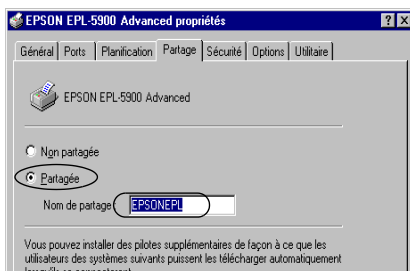 EPSON EPL-5900 Advanced propriétés
Général Ports Planification Partage Sécurité Options Utilitaire
EPSON EPL-5900 Advanced
Non partagée
Partagée
Nom de partage: EPSONEPL
Vous pouvez installer des pilotes supplémentaires de façon à ce que les
utilisateurs des systèmes suivants puissent les télécharger automatiquement